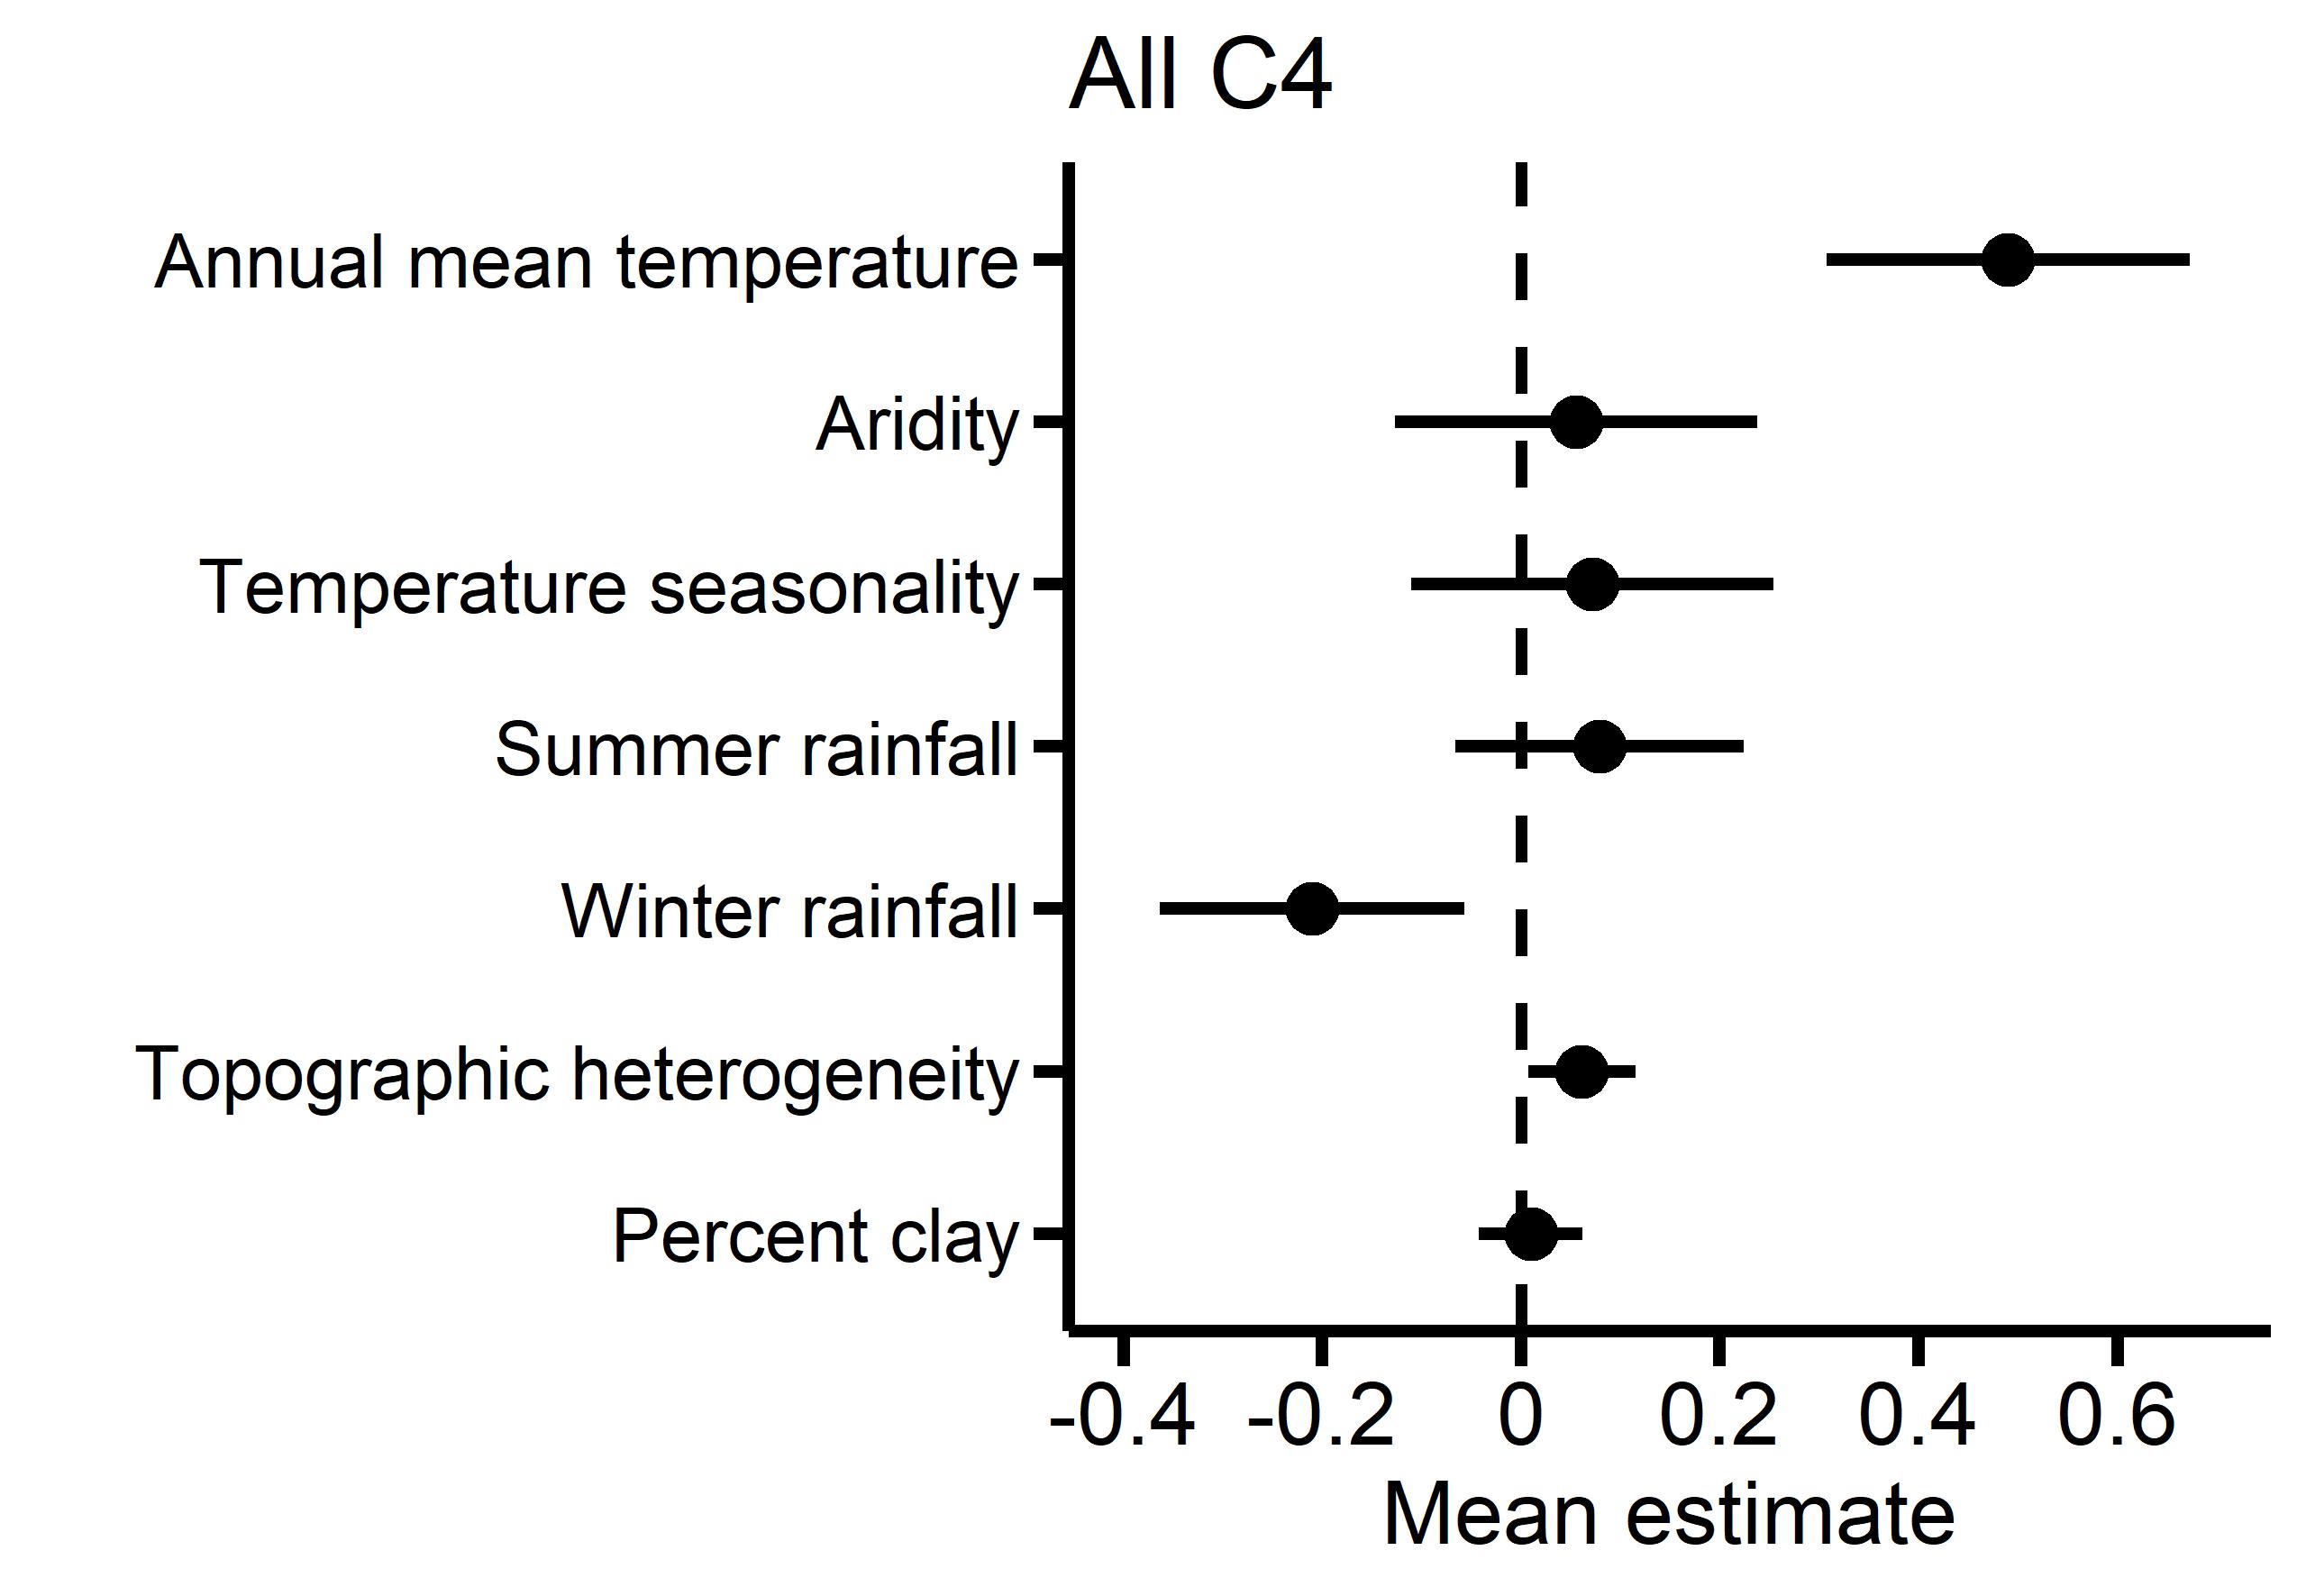 All C4
Annual mean temperature
Aridity
Temperature seasonality
Summer rainfall
Winter rainfall
Topographic heterogeneity
Percent clay
-0.4 -0.2 0 0.2 0.4 0.6
Mean estimate